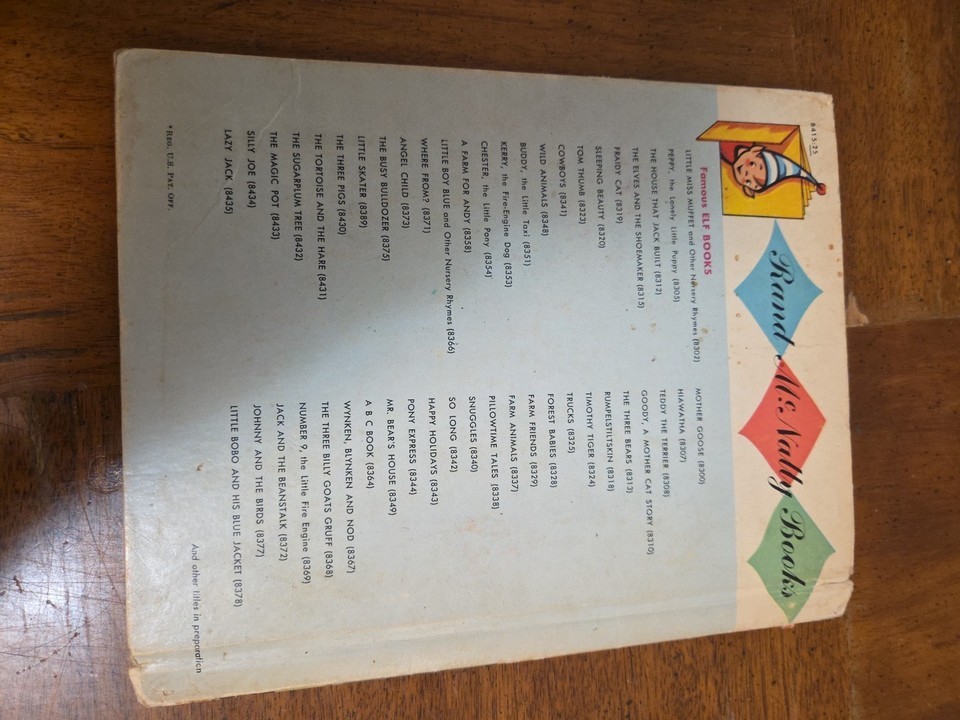 8415:25
Rand McNally Books
Famous ELF BOOKS
LITTLE MISS MUFFETT and Other Nursery Rhymes (8302)
PEPPY, the Lonely Little Puppy (8305)
THE HOUSE THAT JACK BUILT (8312)
THE ELVES AND THE SHOEMAKER (8315)
FRAIDY CAT (8319)
SLEEPING BEAUTY (8320)
TOM THUMB (8323)
COWBOYS (8341)
WILD ANIMALS (8348)
BUDDY, the Little Taxi (8351)
KERRY, the Fire-Engine Dog (8353)
CHESTER, the Little Pony (8354)
A FARM FOR ANDY (8358)
LITTLE BOY BLUE and Other Nursery Rhymes (8366)
WHERE FROM? (8371)
ANGEL CHILD (8373)
THE BUSY BULLDOZER (8375)
LITTLE SKATER (8389)
THE THREE PIGS (8430)
THE TORTOISE AND THE HARE (8431)
THE SUGARPLUM TREE (8432)
THE MAGIC POT (8433)
SILLY JOE (8434)
LAZY JACK (8435)
MOTHER GOOSE (8300)
HIAWATHA (8307)
TEDDY THE TERRIER (8308)
GOODY, A MOTHER CAT STORY (8310)
THE THREE BEARS (8313)
RUMPELSTILTSKIN (8318)
TIMOTHY TIGER (8324)
TRUCKS (8325)
FOREST BABIES (8328)
FARM FRIENDS (8329)
FARM ANIMALS (8337)
PILLOWTIME TALES (8338)
SNUGGLES (8340)
SO LONG (8342)
HAPPY HOLIDAYS (8343)
PONY EXPRESS (8344)
MR. BEAR'S HOUSE (8349)
A B C BOOK (8364)
WYNKEN, BLYNKEN AND NOD (8367)
THE THREE BILLY GOATS GRUFF (8368)
NUMBER 9, the Little Fire Engine (8369)
JACK AND THE BEANSTALK (8372)
JOHNNY AND THE BIRDS (8377)
LITTLE BOBO AND HIS BLUE JACKET (8378)
And other titles in preparation
*REG. U.S. PAT. OFF.